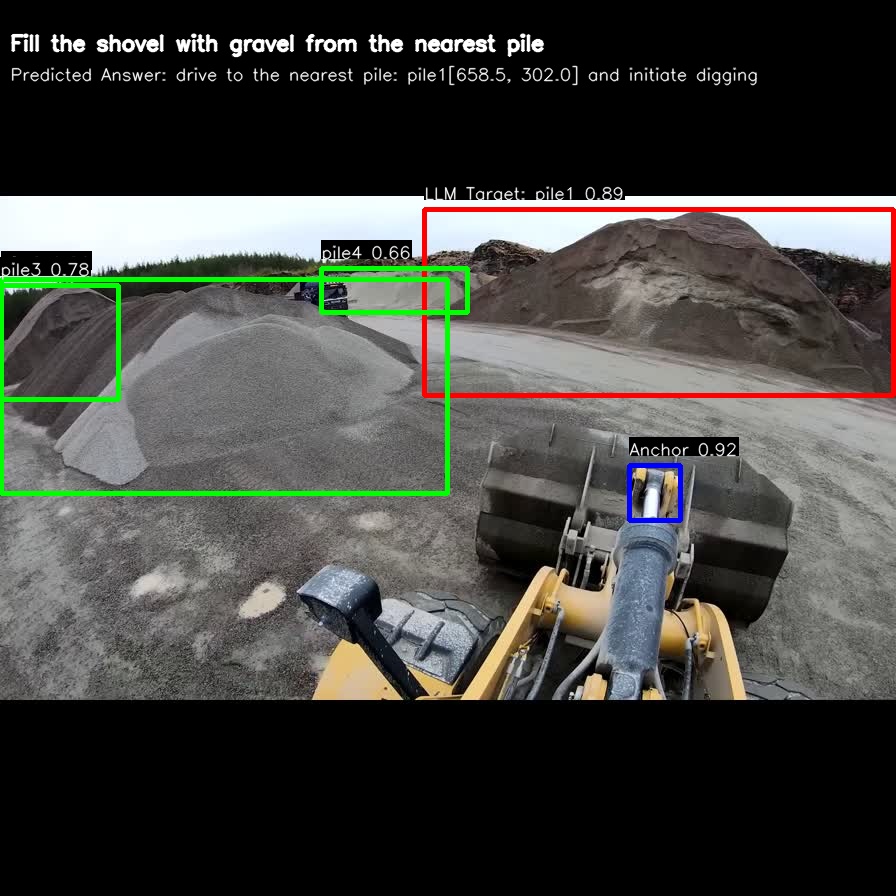 Fill the shovel with gravel from the nearest pile
Predicted Answer: drive to the nearest pile: pile1[658.5, 302.0] and initiate digging
LLM Target: pile1 0.89
pile4 0.66
pile3 0.78
Anchor 0.92